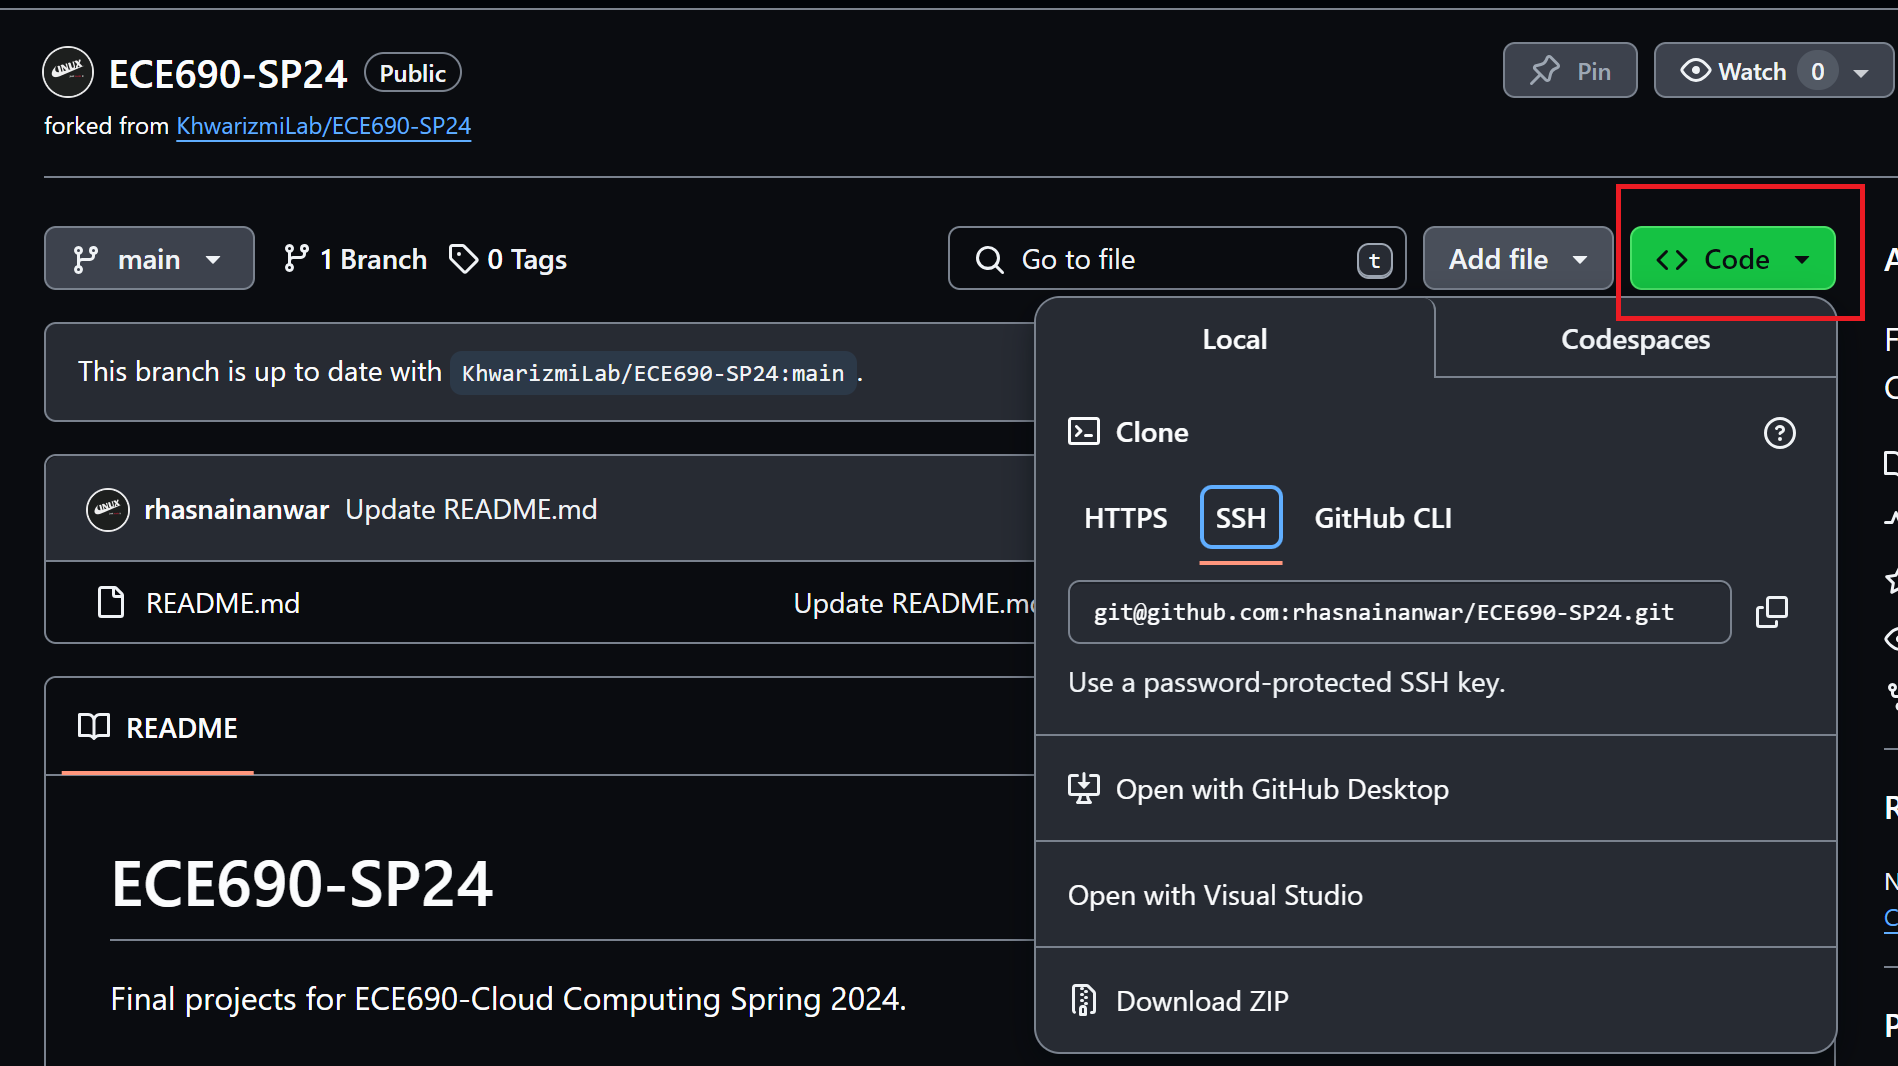 ECE690-SP24 Public Pin Watch 0
forked from KhwarizmiLab/ECE690-SP24
main 1 Branch 0 Tags Go to file t Add file Code
Local Codespaces
This branch is up to date with KhwarizmiLab/ECE690-SP24:main .
Clone
rhasnainanwar Update README.md
HTTPS SSH GitHub CLI
README.md Update README.md
git@github.com:rhasnainanwar/ECE690-SP24.git
Use a password-protected SSH key.
README
Open with GitHub Desktop
ECE690-SP24
Open with Visual Studio
Final projects for ECE690-Cloud Computing Spring 2024.
Download ZIP